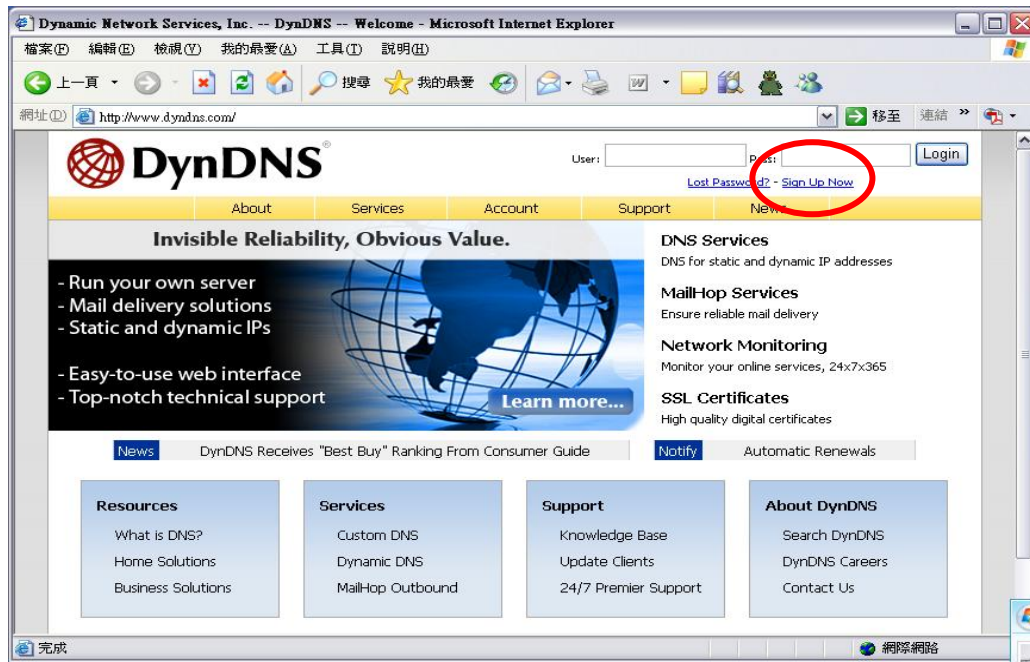 Dynamic Network Services, Inc. -- DynDNS -- Welcome - Microsoft Internet Explorer
檔案(F) 編輯(E) 檢視(V) 我的最愛(A) 工具(T) 說明(H)
上一頁 搜尋 我的最愛
網址(D) http://www.dyndns.com/ 移至 連結 »
DynDNS® User: Pass: Login
Lost Password? - Sign Up Now
About Services Account Support News
Invisible Reliability, Obvious Value.
- Run your own server
- Mail delivery solutions
- Static and dynamic IPs
- Easy-to-use web interface
- Top-notch technical support
Learn more...
DNS Services
DNS for static and dynamic IP addresses
MailHop Services
Ensure reliable mail delivery
Network Monitoring
Monitor your online services, 24x7x365
SSL Certificates
High quality digital certificates
News DynDNS Receives "Best Buy" Ranking From Consumer Guide Notify Automatic Renewals
Resources
What is DNS?
Home Solutions
Business Solutions
Services
Custom DNS
Dynamic DNS
MailHop Outbound
Support
Knowledge Base
Update Clients
24/7 Premier Support
About DynDNS
Search DynDNS
DynDNS Careers
Contact Us
完成 網際網路